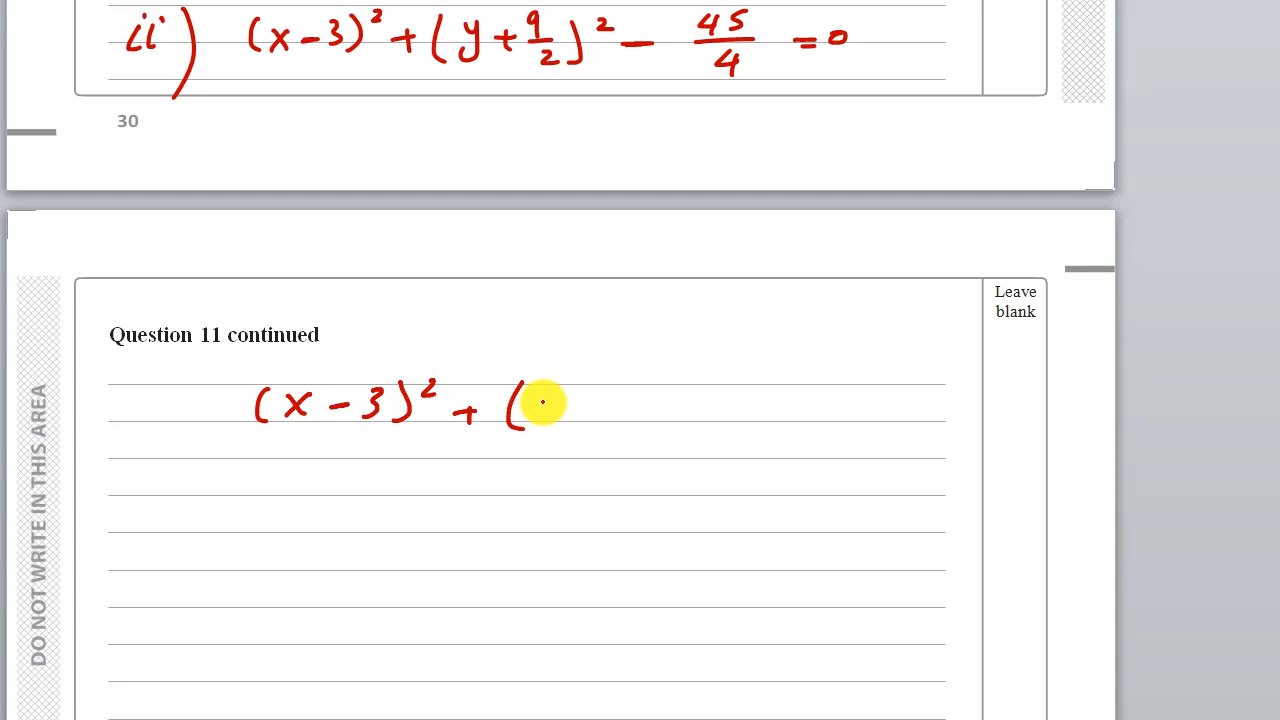 ii) (x - 3)² + (y + 9/2)² - 45/4 = 0
30
Leave
blank
Question 11 continued
(x - 3)² + (
DO NOT WRITE IN THIS AREA